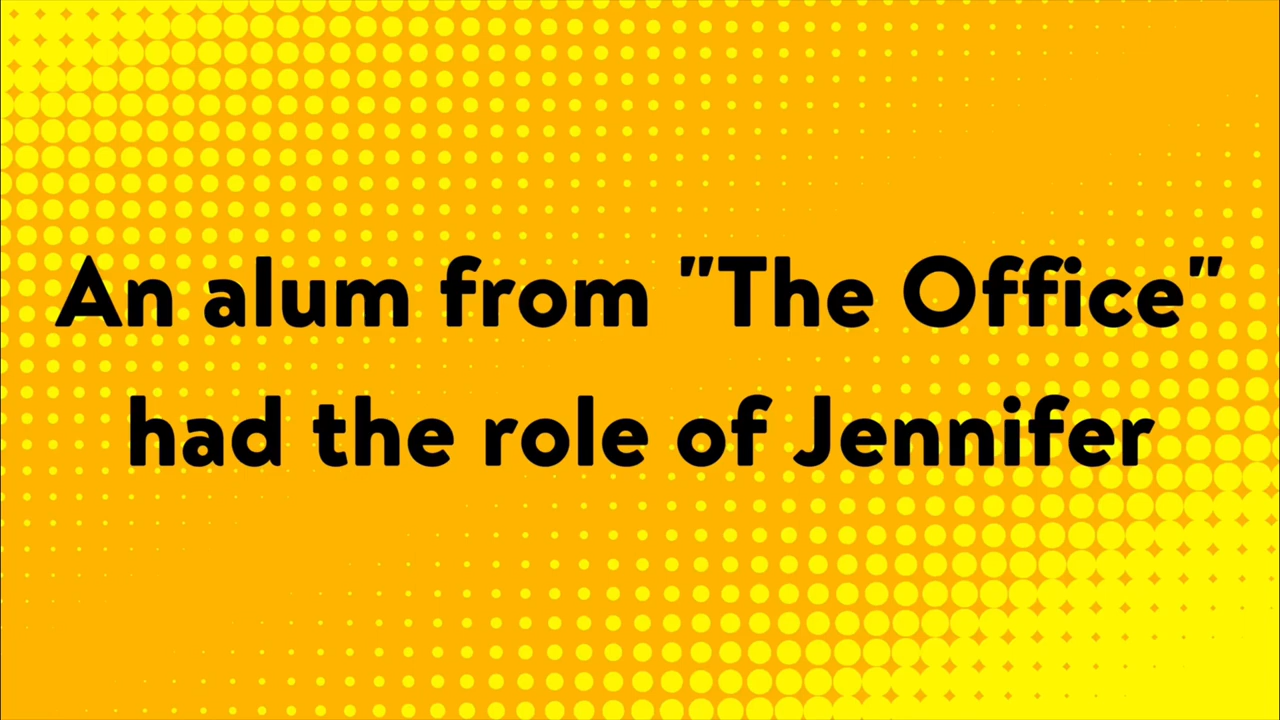 An alum from "The Office"
had the role of Jennifer